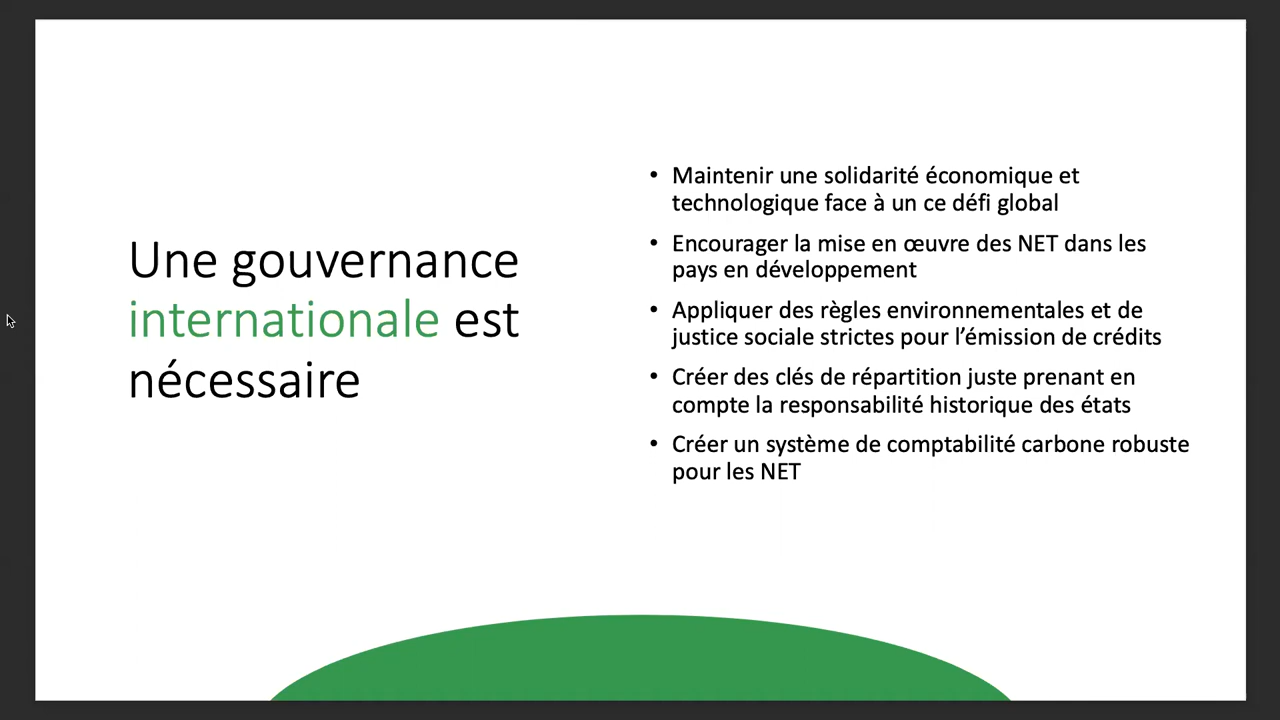 Une gouvernance
internationale est
nécessaire
• Maintenir une solidarité économique et
technologique face à un ce défi global
• Encourager la mise en œuvre des NET dans les
pays en développement
• Appliquer des règles environnementales et de
justice sociale strictes pour l’émission de crédits
• Créer des clés de répartition juste prenant en
compte la responsabilité historique des états
• Créer un système de comptabilité carbone robuste
pour les NET